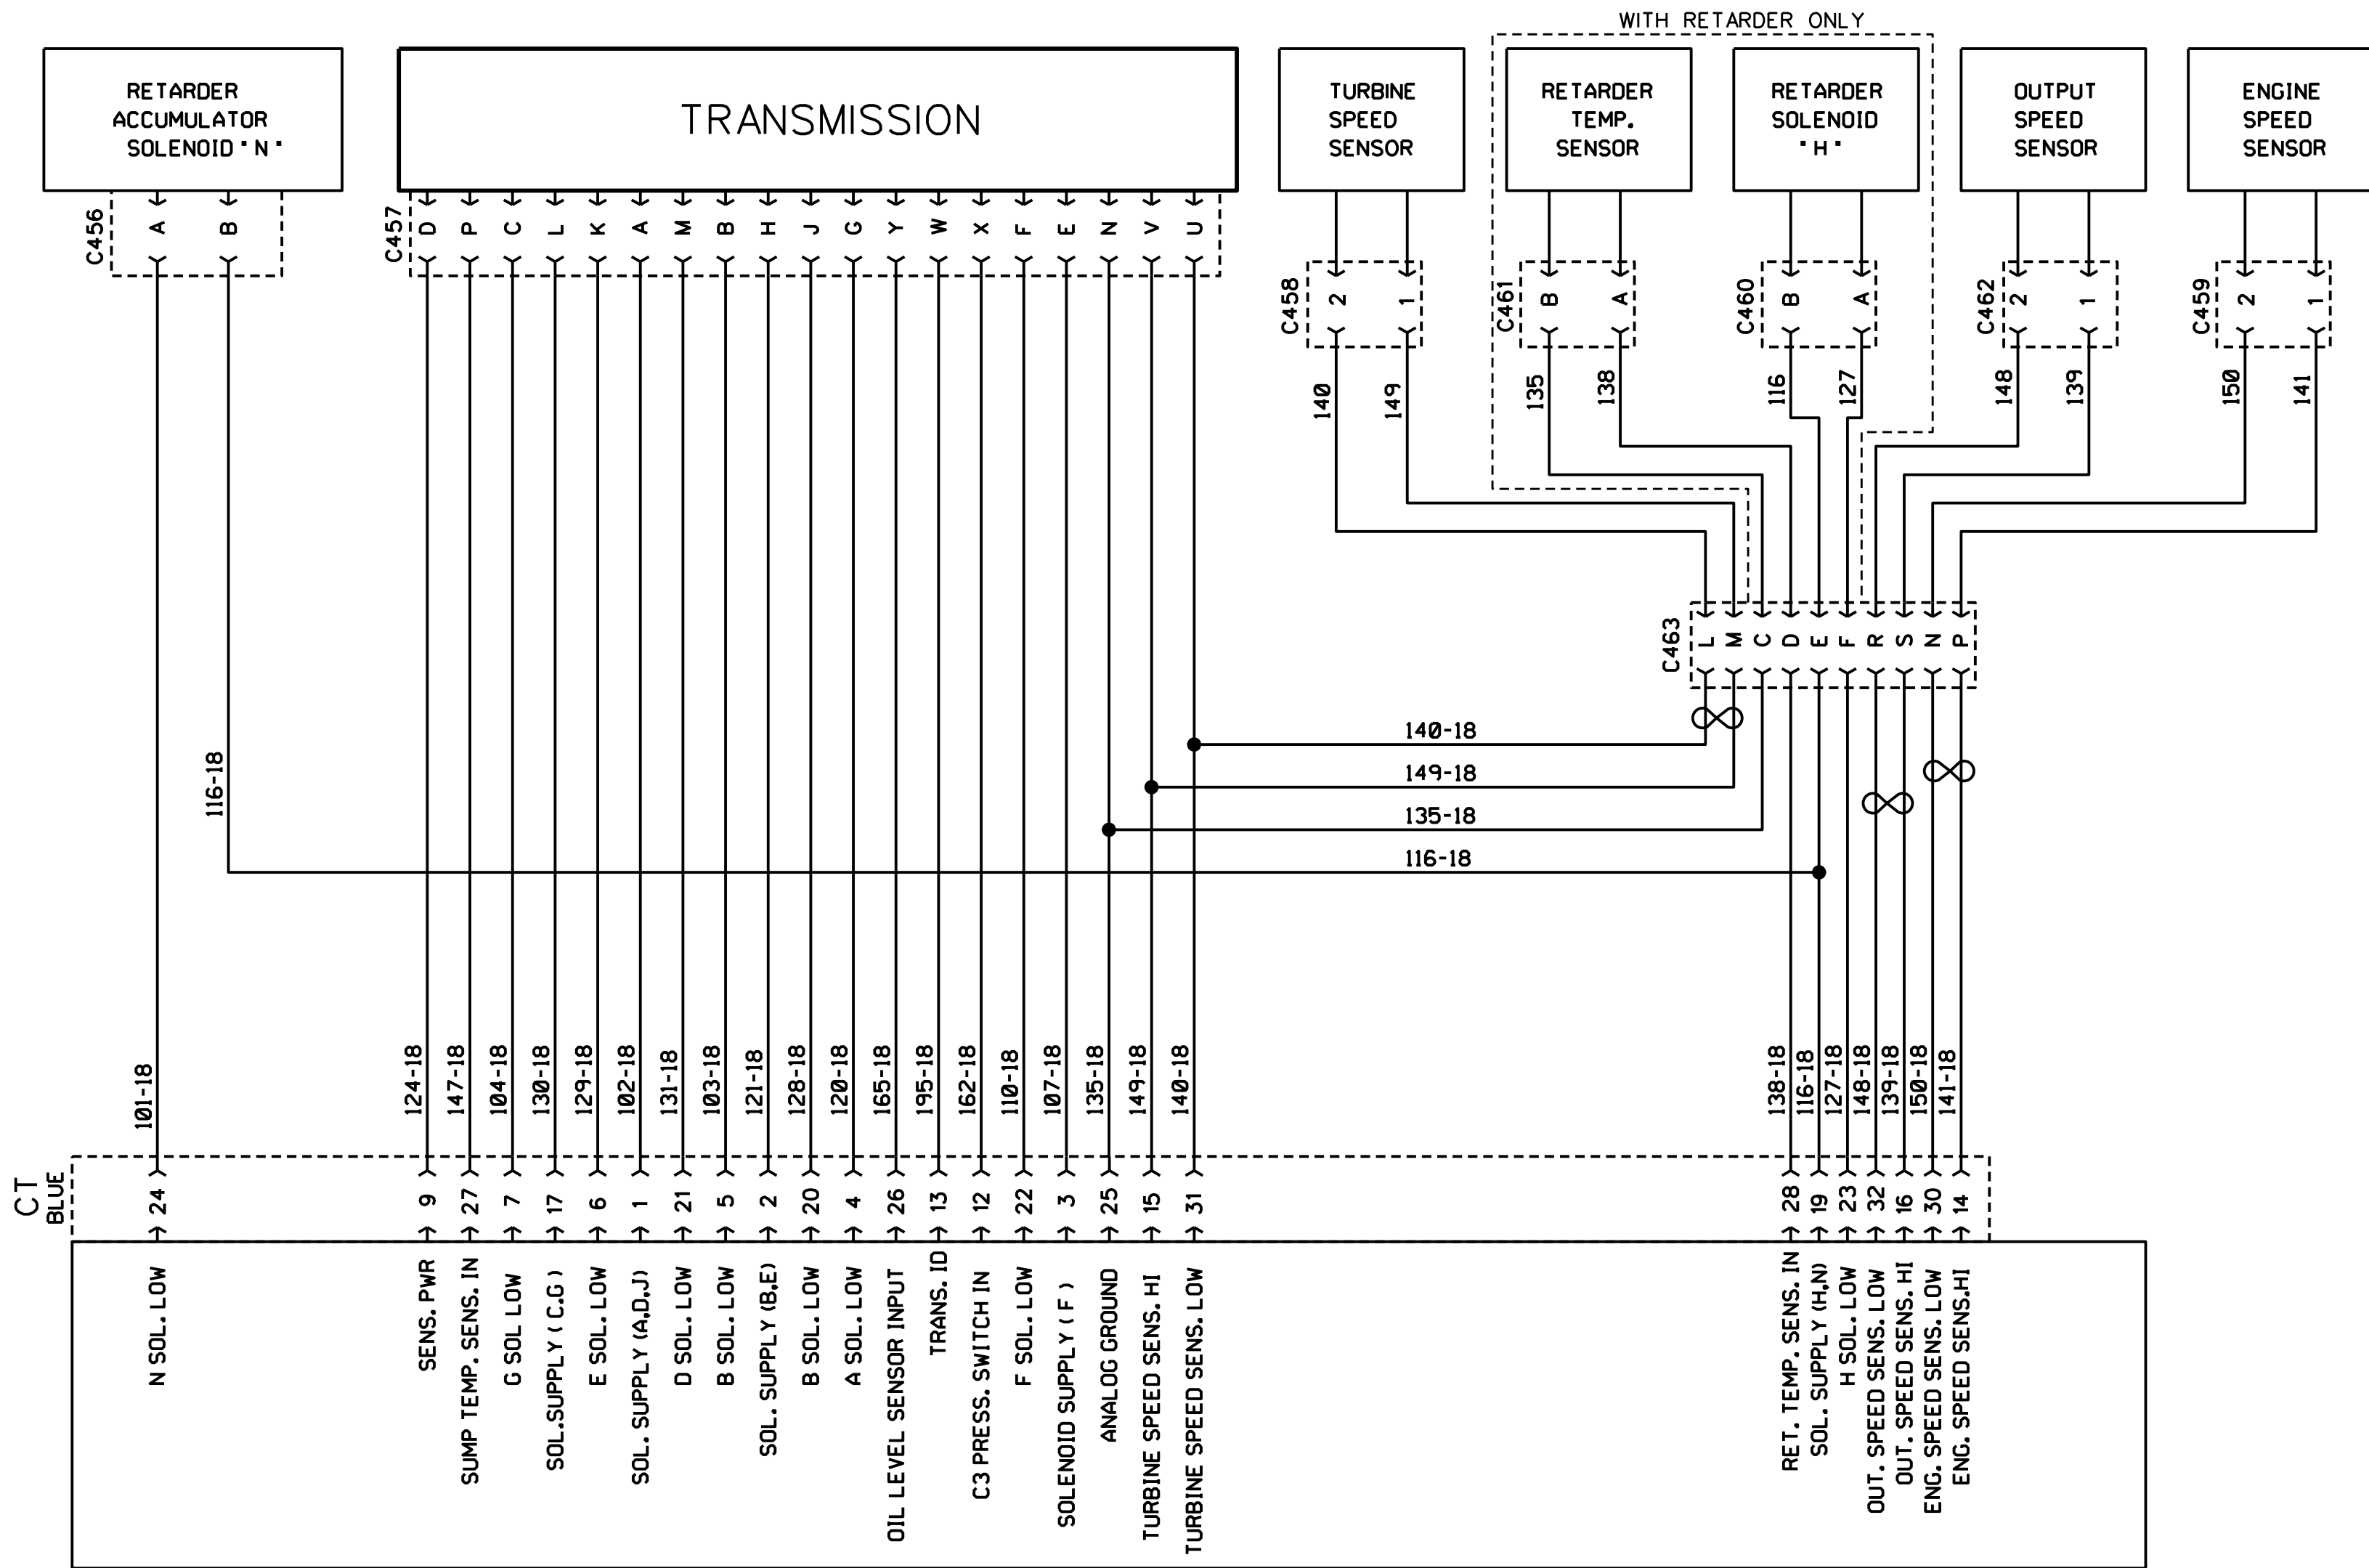 WITH RETARDER ONLY
RETARDER
ACCUMULATOR
SOLENOID "N"
TRANSMISSION
TURBINE
SPEED
SENSOR
RETARDER
TEMP.
SENSOR
RETARDER
SOLENOID
"H"
OUTPUT
SPEED
SENSOR
ENGINE
SPEED
SENSOR
C456
A
B
C457
D
P
C
L
K
A
M
B
H
J
G
Y
W
X
F
E
N
V
U
C458
2
1
C461
B
A
C460
B
A
C462
2
1
C459
2
1
140
149
135
138
116
127
148
139
150
141
C463
L
M
C
D
E
F
R
S
N
P
140-18
149-18
135-18
116-18
116-18
101-18
124-18
147-18
104-18
130-18
129-18
102-18
131-18
103-18
121-18
128-18
120-18
165-18
195-18
162-18
110-18
107-18
135-18
149-18
140-18
138-18
116-18
127-18
148-18
139-18
150-18
141-18
CT
BLUE
24
9
27
7
17
6
1
21
5
2
20
4
26
13
12
22
3
25
15
31
28
19
23
32
16
30
14
N SOL. LOW
SENS. PWR
SUMP TEMP. SENS. IN
G SOL LOW
SOL.SUPPLY ( C.G )
E SOL. LOW
SOL. SUPPLY (A,D,J)
D SOL. LOW
B SOL. LOW
SOL. SUPPLY (B,E)
B SOL. LOW
A SOL. LOW
OIL LEVEL SENSOR INPUT
TRANS. ID
C3 PRESS. SWITCH IN
F SOL. LOW
SOLENOID SUPPLY ( F )
ANALOG GROUND
TURBINE SPEED SENS. HI
TURBINE SPEED SENS. LOW
RET. TEMP. SENS. IN
SOL. SUPPLY (H,N)
H SOL. LOW
OUT. SPEED SENS. LOW
OUT. SPEED SENS. HI
ENG. SPEED SENS. LOW
ENG. SPEED SENS.HI